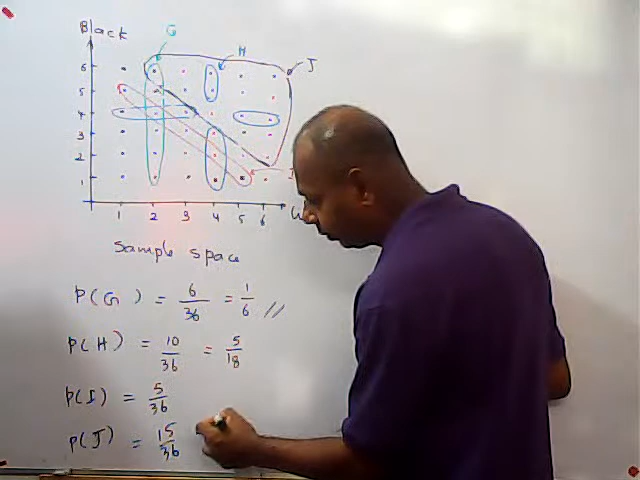 Black
G
H
J
6
5
4
3
2
1
I
1 2 3 4 5 6
Sample space
P(G) = 6/36 = 1/6 //
P(H) = 10/36 = 5/18
P(I) = 5/36
P(J) = 15/36